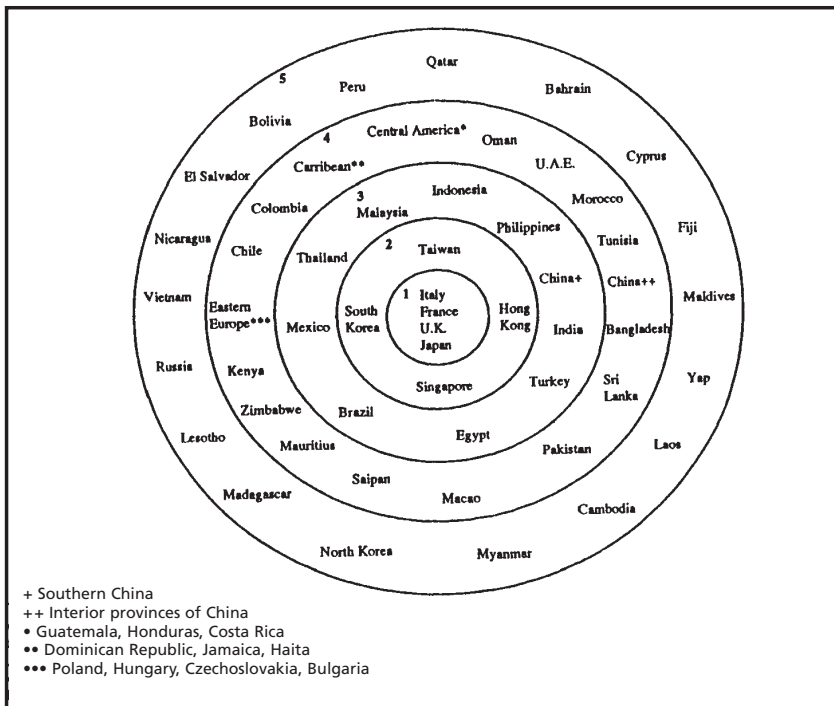 Qatar
5
Peru
Bahrain
Bolivia
4
Central America*
Oman
Cyprus
Carribean**
U.A.E.
El Salvador
3
Indonesia
Morocco
Colombia
Malaysia
Philippines
Fiji
Nicaragua
Chile
Thailand
2
Taiwan
Tunisia
China+
China++
Vietnam
Eastern
Europe***
Mexico
South
Korea
1
Italy
France
U.K.
Japan
Hong
Kong
India
Bangladesh
Maldives
Russia
Kenya
Singapore
Turkey
Sri
Lanka
Yap
Zimbabwe
Brazil
Lesotho
Mauritius
Egypt
Pakistan
Laos
Saipan
Madagascar
Macao
Cambodia
North Korea
Myanmar
+ Southern China
++ Interior provinces of China
• Guatemala, Honduras, Costa Rica
•• Dominican Republic, Jamaica, Haita
••• Poland, Hungary, Czechoslovakia, Bulgaria